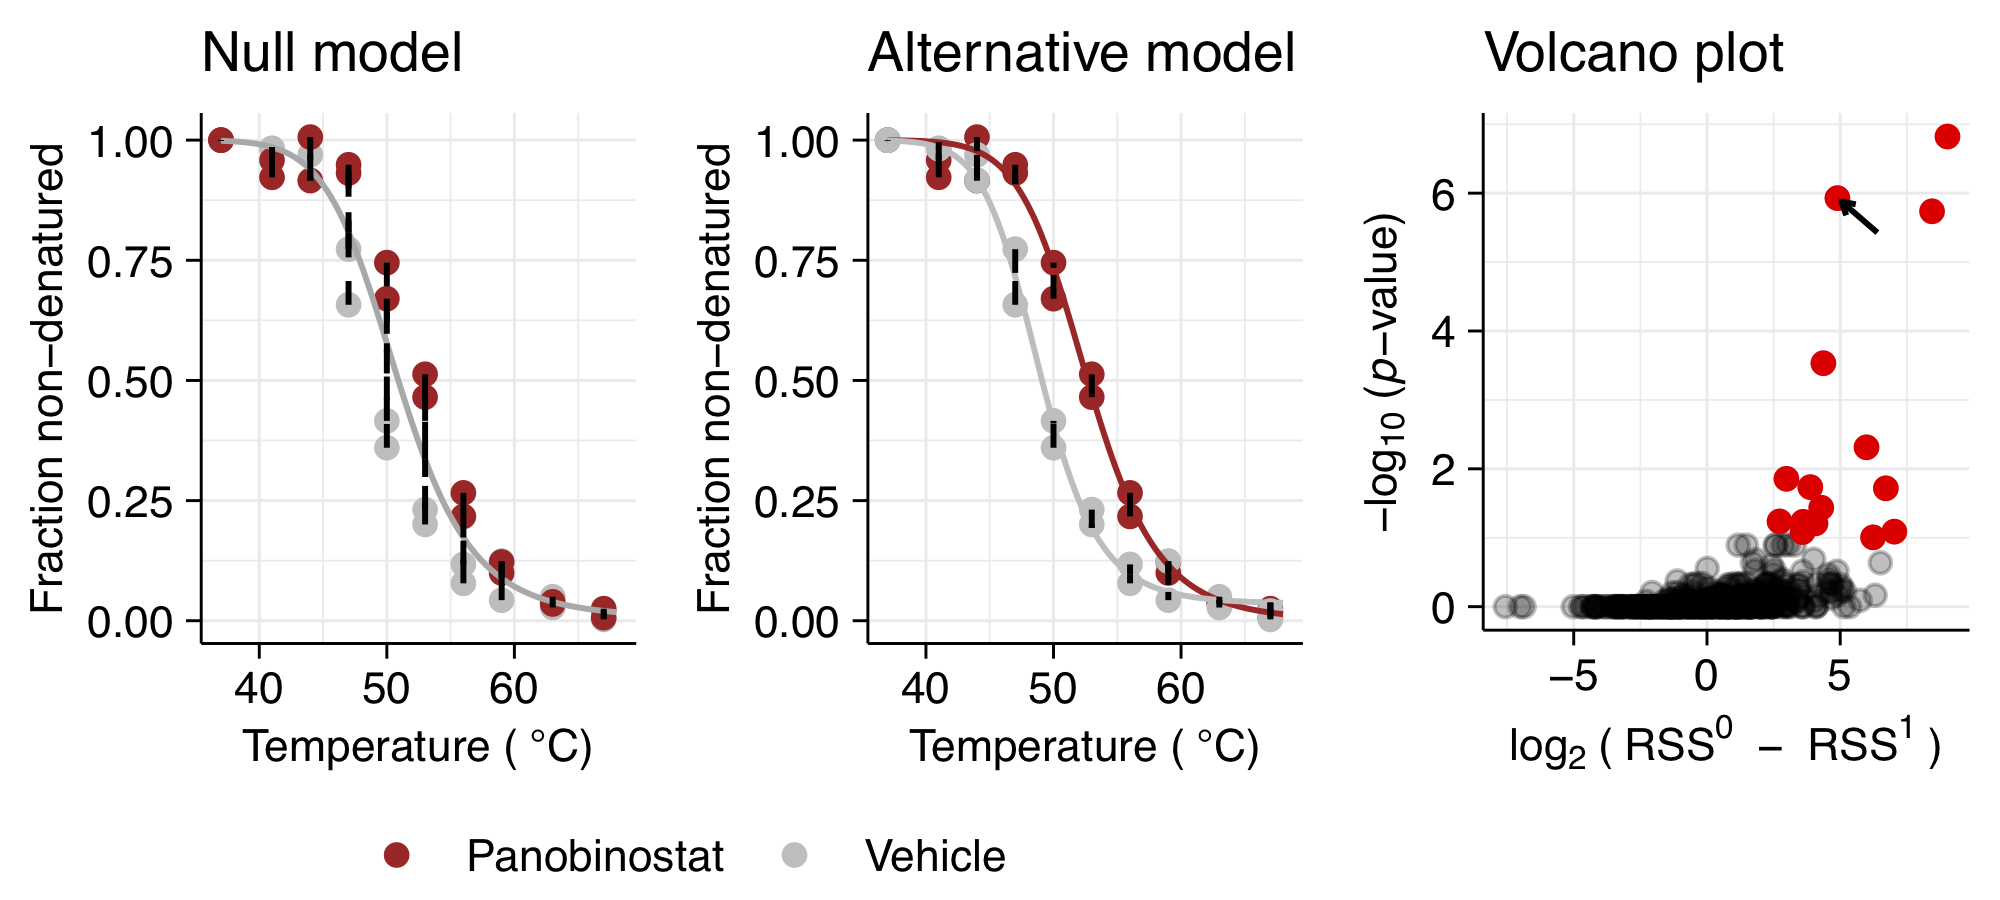 Null model
Alternative model
Volcano plot
Fraction non−denatured
1.00
0.75
0.50
0.25
0.00
40 50 60
Temperature ( °C)
Fraction non−denatured
1.00
0.75
0.50
0.25
0.00
40 50 60
Temperature ( °C)
−log10 (p−value)
6
4
2
0
−5 0 5
log2 ( RSS0 − RSS1 )
Panobinostat Vehicle